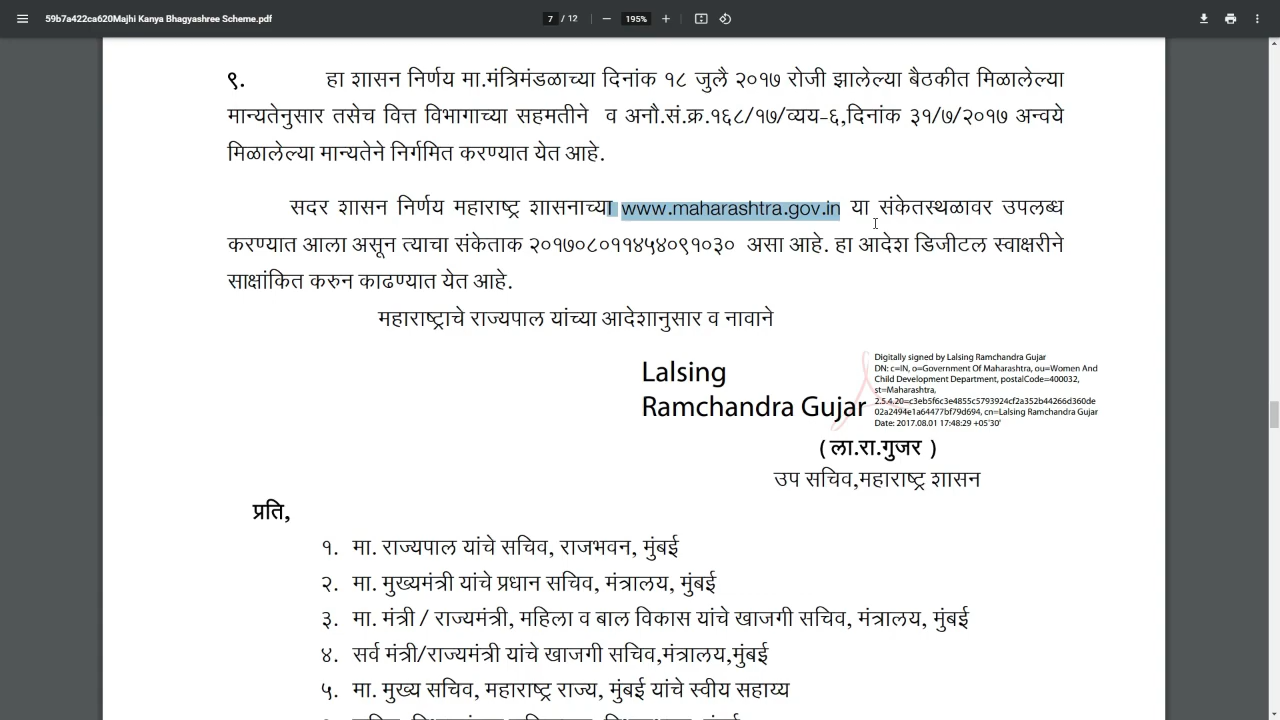 59b7a422ca620Majhi Kanya Bhagyashree Scheme.pdf
7 / 12
195%
९. हा शासन निर्णय मा.मंत्रिमंडळाच्या दिनांक १८ जुलै २०१७ रोजी झालेल्या बैठकीत मिळालेल्या
मान्यतेनुसार तसेच वित्त विभागाच्या सहमतीने व अनौ.सं.क्र.१६८/१७/व्यय-६,दिनांक ३१/७/२०१७ अन्वये
मिळालेल्या मान्यतेने निर्गमित करण्यात येत आहे.
सदर शासन निर्णय महाराष्ट्र शासनाच्या www.maharashtra.gov.in या संकेतस्थळावर उपलब्ध
करण्यात आला असून त्याचा संकेताक २०१७०८०११४५४०९१०३० असा आहे. हा आदेश डिजीटल स्वाक्षरीने
साक्षांकित करुन काढण्यात येत आहे.
महाराष्ट्राचे राज्यपाल यांच्या आदेशानुसार व नावाने
Lalsing
Ramchandra Gujar
Digitally signed by Lalsing Ramchandra Gujar
DN: c=IN, o=Government Of Maharashtra, ou=Women And
Child Development Department, postalCode=400032,
st=Maharashtra,
2.5.4.20=c3eb5f6c3e4855c5793924cf2a352b44266d360de
02a2494e1a64477bf79d694, cn=Lalsing Ramchandra Gujar
Date: 2017.08.01 17:48:29 +05'30'
( ला.रा.गुजर )
उप सचिव,महाराष्ट्र शासन
प्रति,
१. मा. राज्यपाल यांचे सचिव, राजभवन, मुंबई
२. मा. मुख्यमंत्री यांचे प्रधान सचिव, मंत्रालय, मुंबई
३. मा. मंत्री / राज्यमंत्री, महिला व बाल विकास यांचे खाजगी सचिव, मंत्रालय, मुंबई
४. सर्व मंत्री/राज्यमंत्री यांचे खाजगी सचिव,मंत्रालय,मुंबई
५. मा. मुख्य सचिव, महाराष्ट्र राज्य, मुंबई यांचे स्वीय सहाय्य